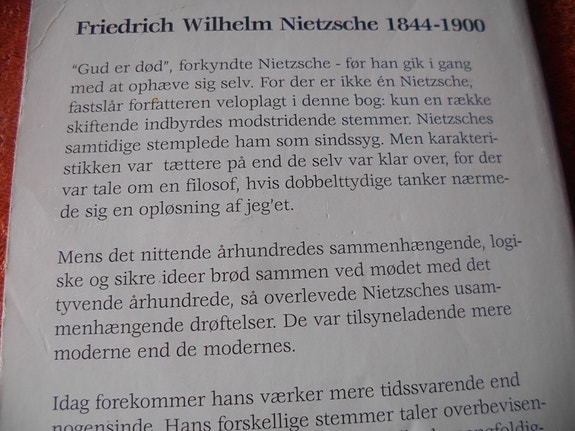 Friedrich Wilhelm Nietzsche 1844-1900
"Gud er død", forkyndte Nietzsche - før han gik i gang
med at ophæve sig selv. For der er ikke én Nietzsche,
fastslår forfatteren veloplagt i denne bog: kun en række
skiftende indbyrdes modstridende stemmer. Nietzsches
samtidige stemplede ham som sindssyg. Men karakteri-
stikken var tættere på end de selv var klar over, for der
var tale om en filosof, hvis dobbelttydige tanker nærme-
de sig en opløsning af jeg'et.
Mens det nittende århundredes sammenhængende, logi-
ske og sikre ideer brød sammen ved mødet med det
tyvende århundrede, så overlevede Nietzsches usam-
menhængende drøftelser. De var tilsyneladende mere
moderne end de modernes.
Idag forekommer hans værker mere tidssvarende end
nogensinde. Hans forskellige stemmer taler overbevisen-